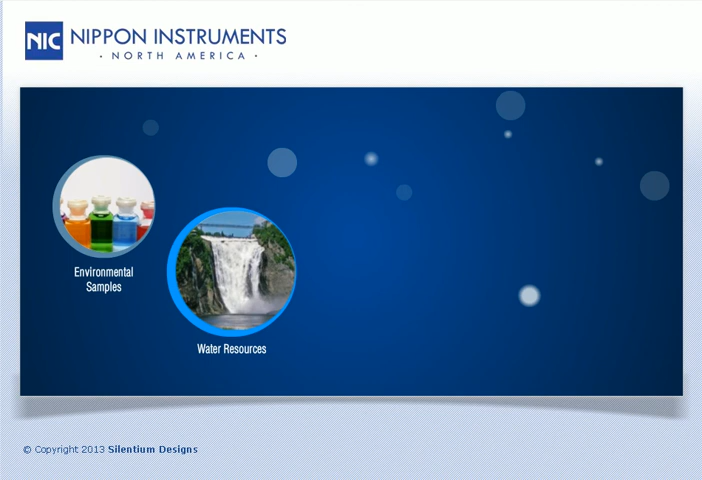 NIC NIPPON INSTRUMENTS
· NORTH AMERICA ·
Environmental
Samples
Water Resources
© Copyright 2013 Silentium Designs